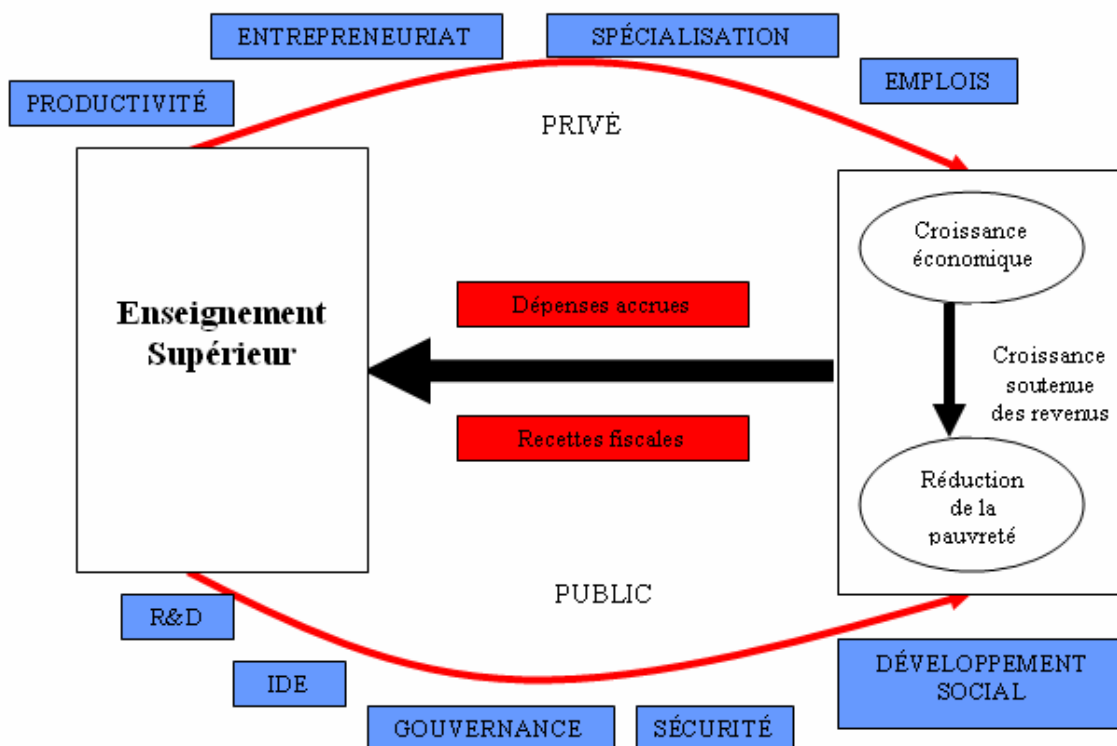 ENTREPRENEURIAT
SPÉCIALISATION
EMPLOIS
PRODUCTIVITÉ
PRIVÉ
Enseignement
Supérieur
Dépenses accrues
Recettes fiscales
Croissance
économique
Croissance
soutenue
des revenus
Réduction
de la
pauvreté
PUBLIC
R&D
IDE
GOUVERNANCE
SÉCURITÉ
DÉVELOPPEMENT
SOCIAL